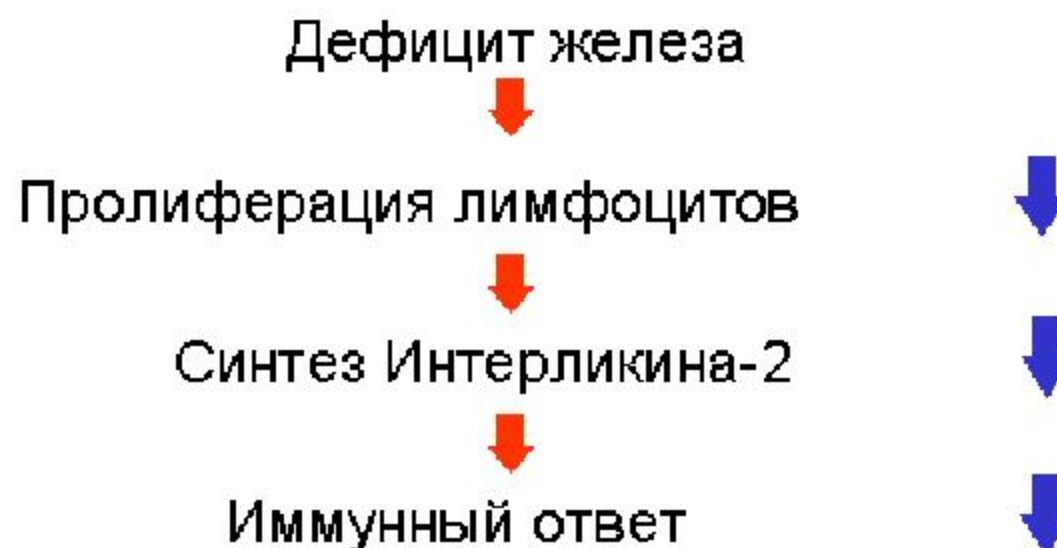 Дефицит железа
Пролиферация лимфоцитов
Синтез Интерликина-2
Иммунный ответ